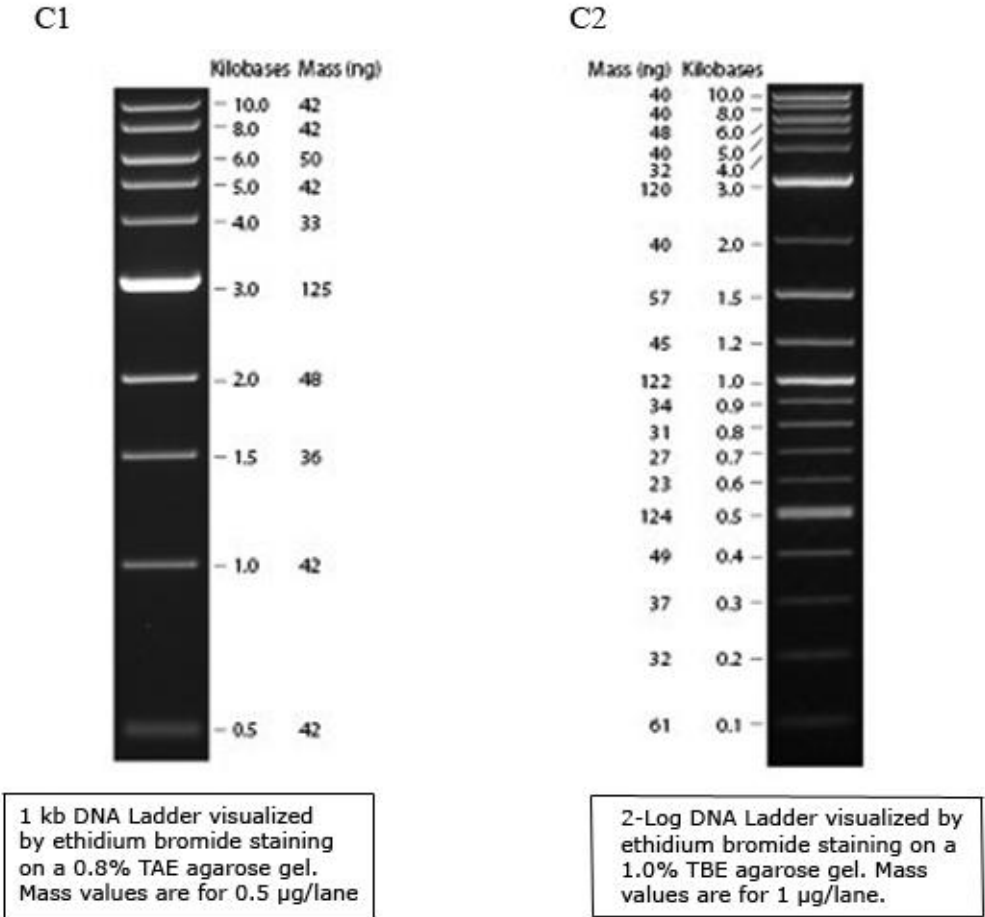 C1
Kilobases Mass (ng)
10.0 42
8.0 42
6.0 50
5.0 42
4.0 33
3.0 125
2.0 48
1.5 36
1.0 42
0.5 42
1 kb DNA Ladder visualized
by ethidium bromide staining
on a 0.8% TAE agarose gel.
Mass values are for 0.5 µg/lane
C2
Mass (ng) Kilobases
40 10.0
40 8.0
48 6.0
40 5.0
32 4.0
120 3.0
40 2.0
57 1.5
45 1.2
122 1.0
34 0.9
31 0.8
27 0.7
23 0.6
124 0.5
49 0.4
37 0.3
32 0.2
61 0.1
2-Log DNA Ladder visualized by
ethidium bromide staining on a
1.0% TBE agarose gel. Mass
values are for 1 µg/lane.